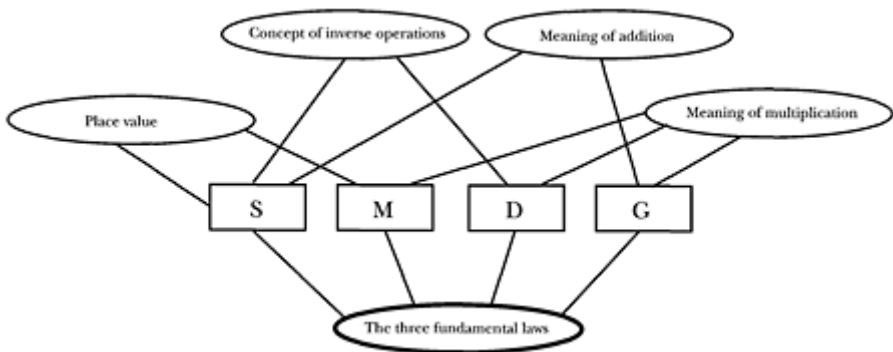 Concept of inverse operations
Meaning of addition
Place value
Meaning of multiplication
S
M
D
G
The three fundamental laws